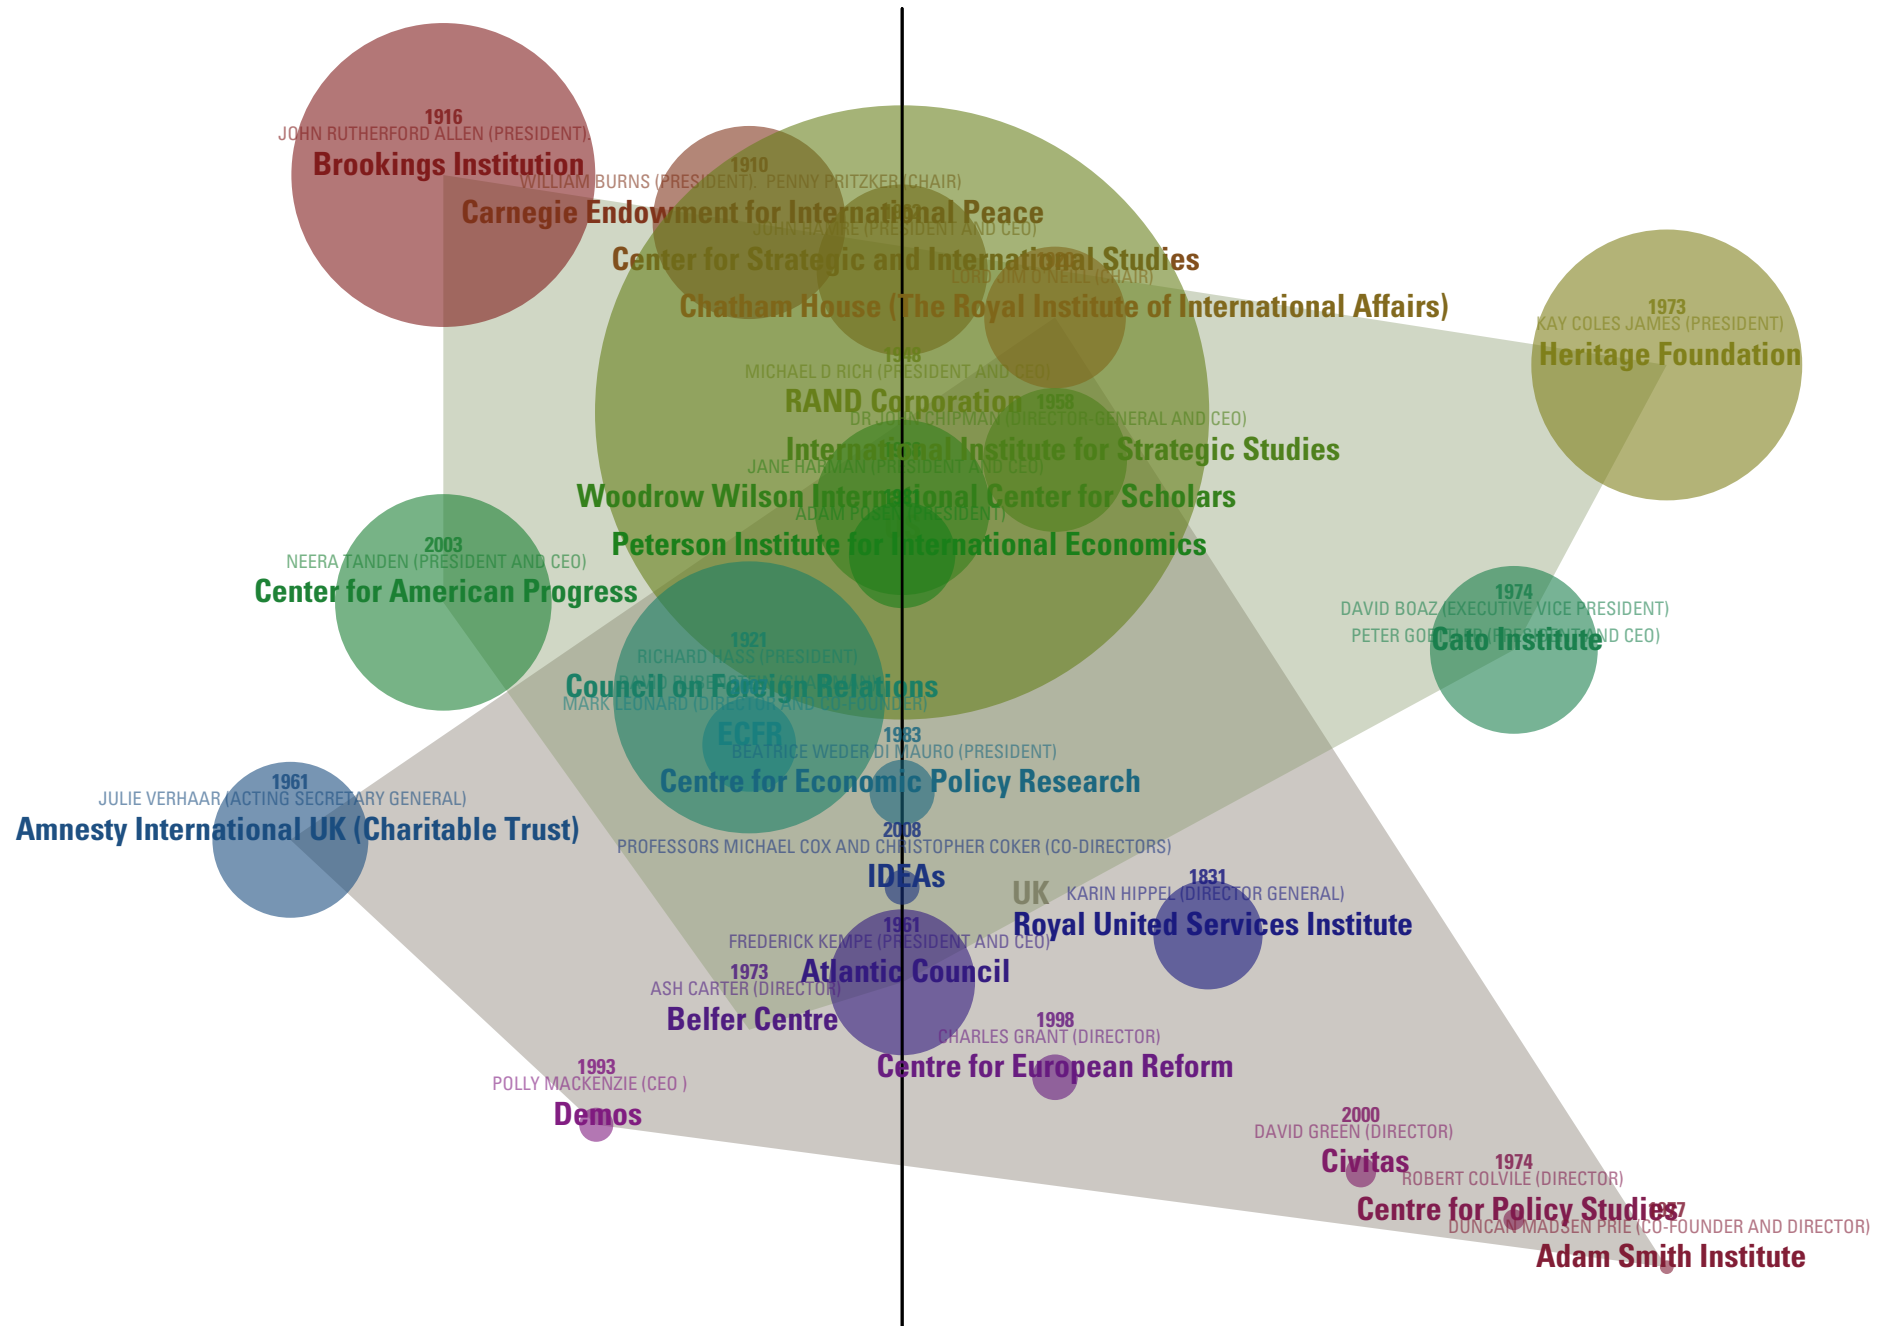 1916
JOHN RUTHERFORD ALLEN (PRESIDENT).
Brookings Institution
1910
WILLIAM BURNS (PRESIDENT). PENNY PRITZKER (CHAIR)
Carnegie Endowment for International Peace
JOHN HAMRE (PRESIDENT AND CEO)
Center for Strategic and International Studies
LORD JIM O'NEILL (CHAIR)
Chatham House (The Royal Institute of International Affairs)
1973
KAY COLES JAMES (PRESIDENT)
Heritage Foundation
1948
MICHAEL D RICH (PRESIDENT AND CEO)
RAND Corporation
1958
DR JOHN CHIPMAN (DIRECTOR-GENERAL AND CEO)
International Institute for Strategic Studies
JANE HARMAN (PRESIDENT AND CEO)
Woodrow Wilson International Center for Scholars
ADAM POSEN (PRESIDENT)
Peterson Institute for International Economics
2003
NEERA TANDEN (PRESIDENT AND CEO)
Center for American Progress
1974
DAVID BOAZ (EXECUTIVE VICE PRESIDENT)
PETER GOETTLER (PRESIDENT AND CEO)
Cato Institute
1921
RICHARD HASS (PRESIDENT)
Council on Foreign Relations
MARK LEONARD (DIRECTOR AND CO-FOUNDER)
ECFR
1983
BEATRICE WEDER DI MAURO (PRESIDENT)
Centre for Economic Policy Research
1961
JULIE VERHAAR (ACTING SECRETARY GENERAL)
Amnesty International UK (Charitable Trust)
2008
PROFESSORS MICHAEL COX AND CHRISTOPHER COKER (CO-DIRECTORS)
IDEAs
UK
1831
KARIN HIPPEL (DIRECTOR GENERAL)
Royal United Services Institute
1961
FREDERICK KEMPE (PRESIDENT AND CEO)
Atlantic Council
1973
ASH CARTER (DIRECTOR)
Belfer Centre
1998
CHARLES GRANT (DIRECTOR)
Centre for European Reform
1993
POLLY MACKENZIE (CEO )
Demos
2000
DAVID GREEN (DIRECTOR)
Civitas
1974
ROBERT COLVILE (DIRECTOR)
Centre for Policy Studies
1977
DUNCAN MADSEN PRIE (CO-FOUNDER AND DIRECTOR)
Adam Smith Institute